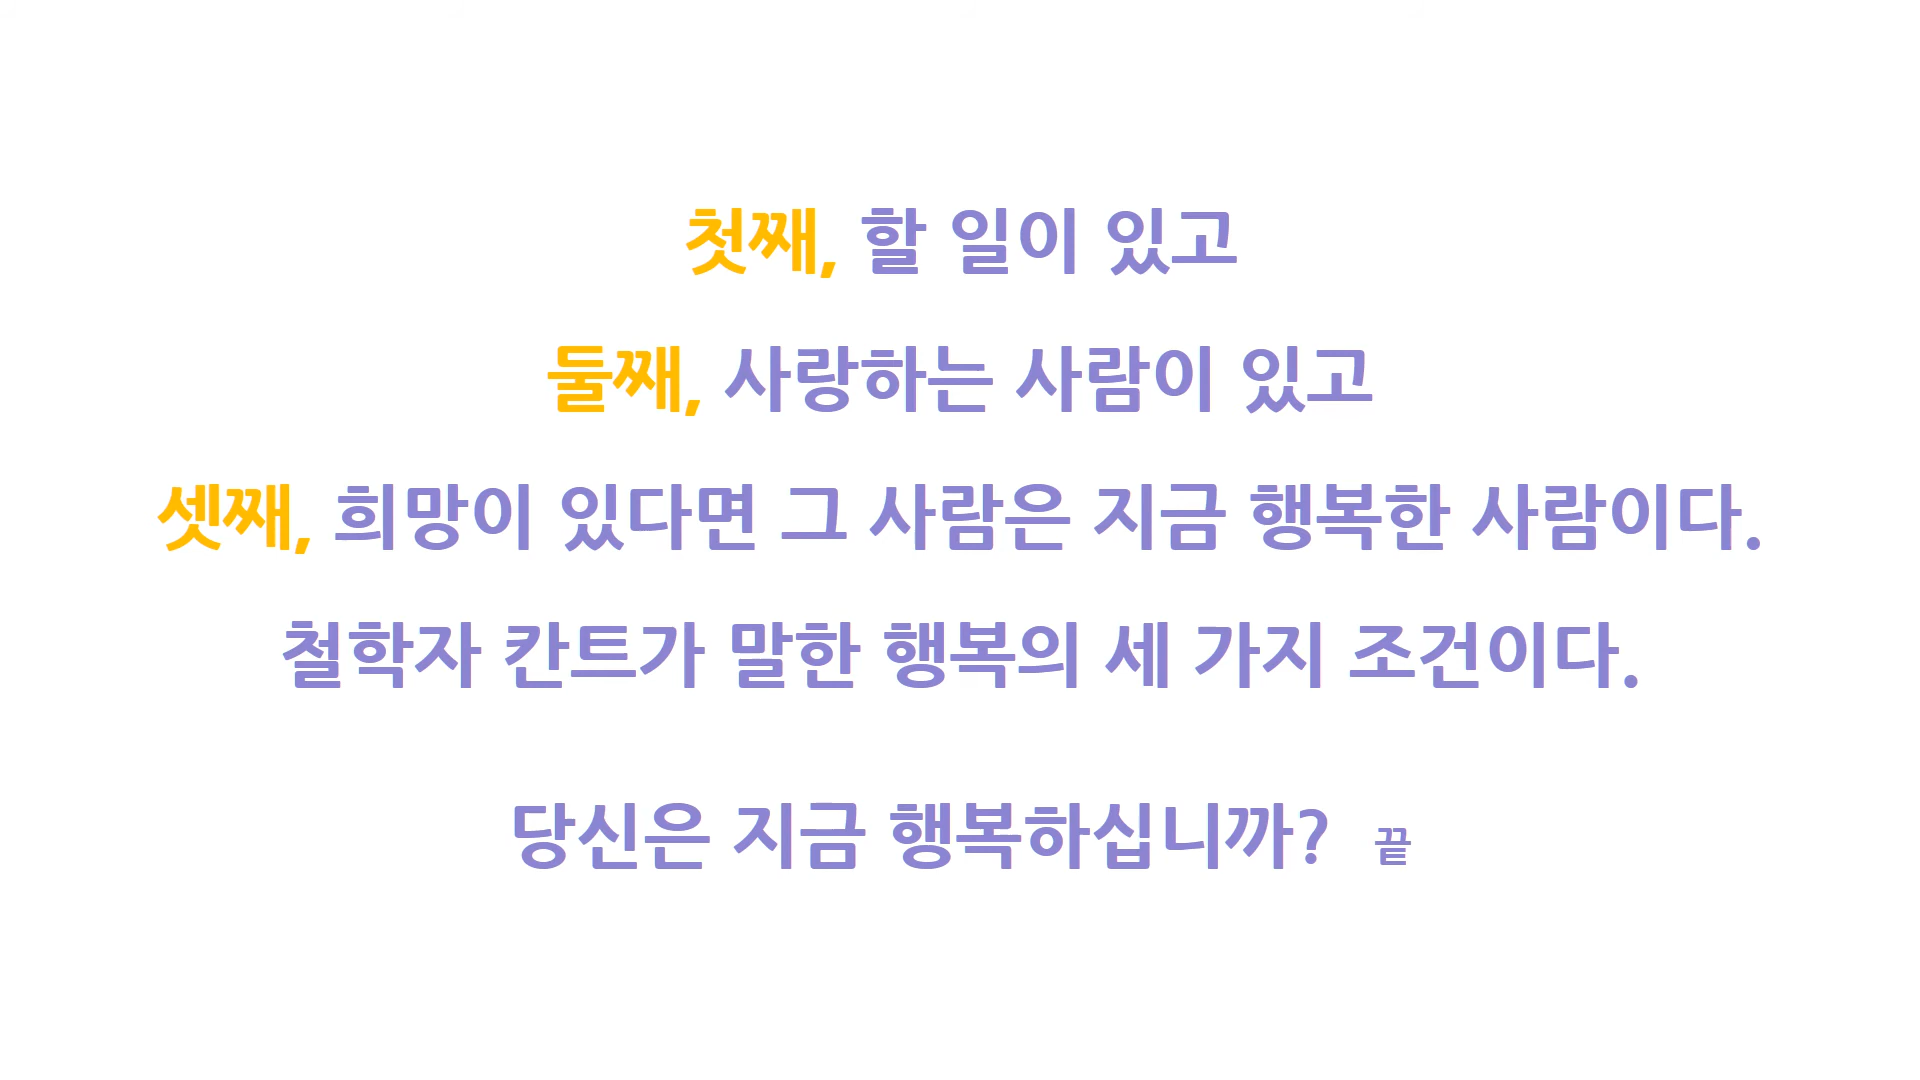 첫째, 할 일이 있고
둘째, 사랑하는 사람이 있고
셋째, 희망이 있다면 그 사람은 지금 행복한 사람이다.
철학자 칸트가 말한 행복의 세 가지 조건이다.
당신은 지금 행복하십니까? 끝